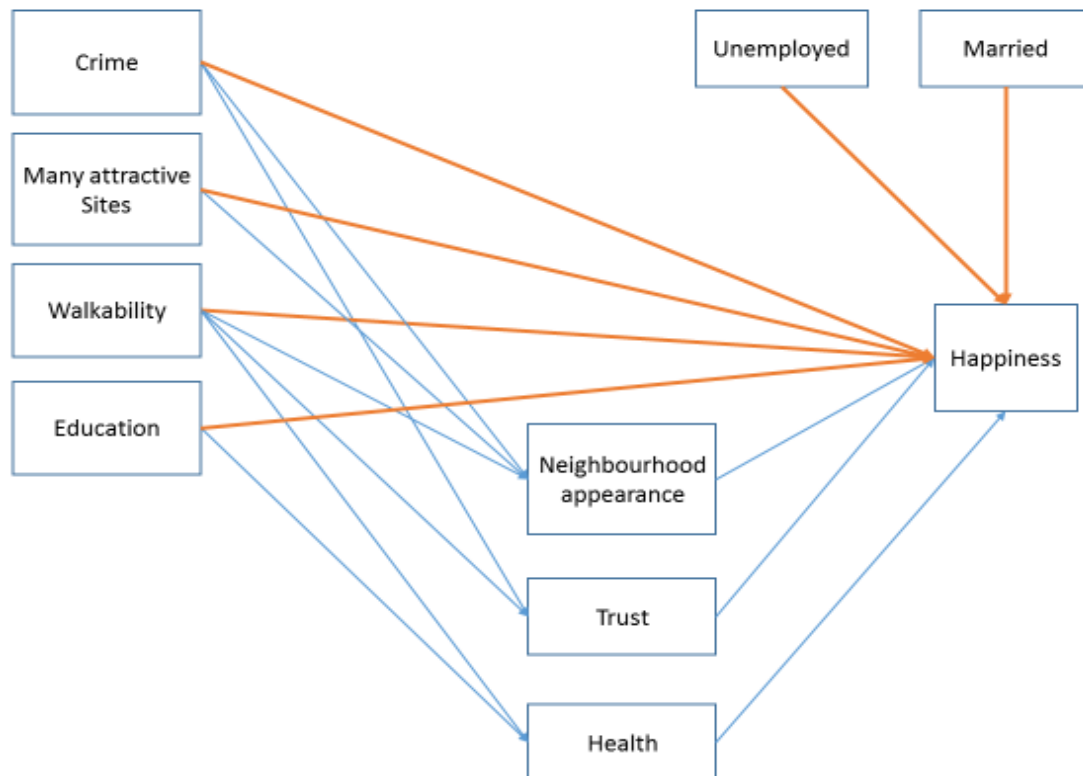 Crime
Unemployed
Married
Many attractive
Sites
Walkability
Happiness
Education
Neighbourhood
appearance
Trust
Health